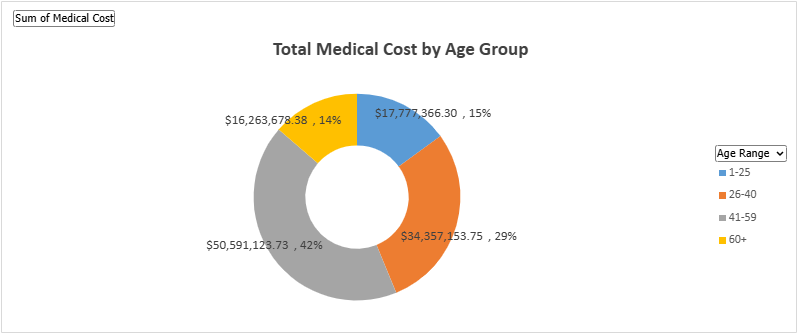 Sum of Medical Cost
Total Medical Cost by Age Group
$16,263,678.38 , 14%
$17,777,366.30 , 15%
$50,591,123.73 , 42%
$34,357,153.75 , 29%
Age Range
1-25
26-40
41-59
60+